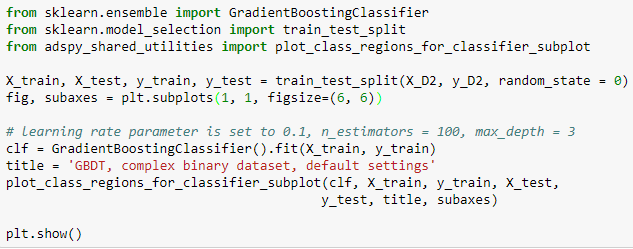 from sklearn.ensemble import GradientBoostingClassifier
from sklearn.model_selection import train_test_split
from adspy_shared_utilities import plot_class_regions_for_classifier_subplot

X_train, X_test, y_train, y_test = train_test_split(X_D2, y_D2, random_state = 0)
fig, subaxes = plt.subplots(1, 1, figsize=(6, 6))

# learning rate parameter is set to 0.1, n_estimators = 100, max_depth = 3
clf = GradientBoostingClassifier().fit(X_train, y_train)
title = 'GBDT, complex binary dataset, default settings'
plot_class_regions_for_classifier_subplot(clf, X_train, y_train, X_test,
                                          y_test, title, subaxes)

plt.show()